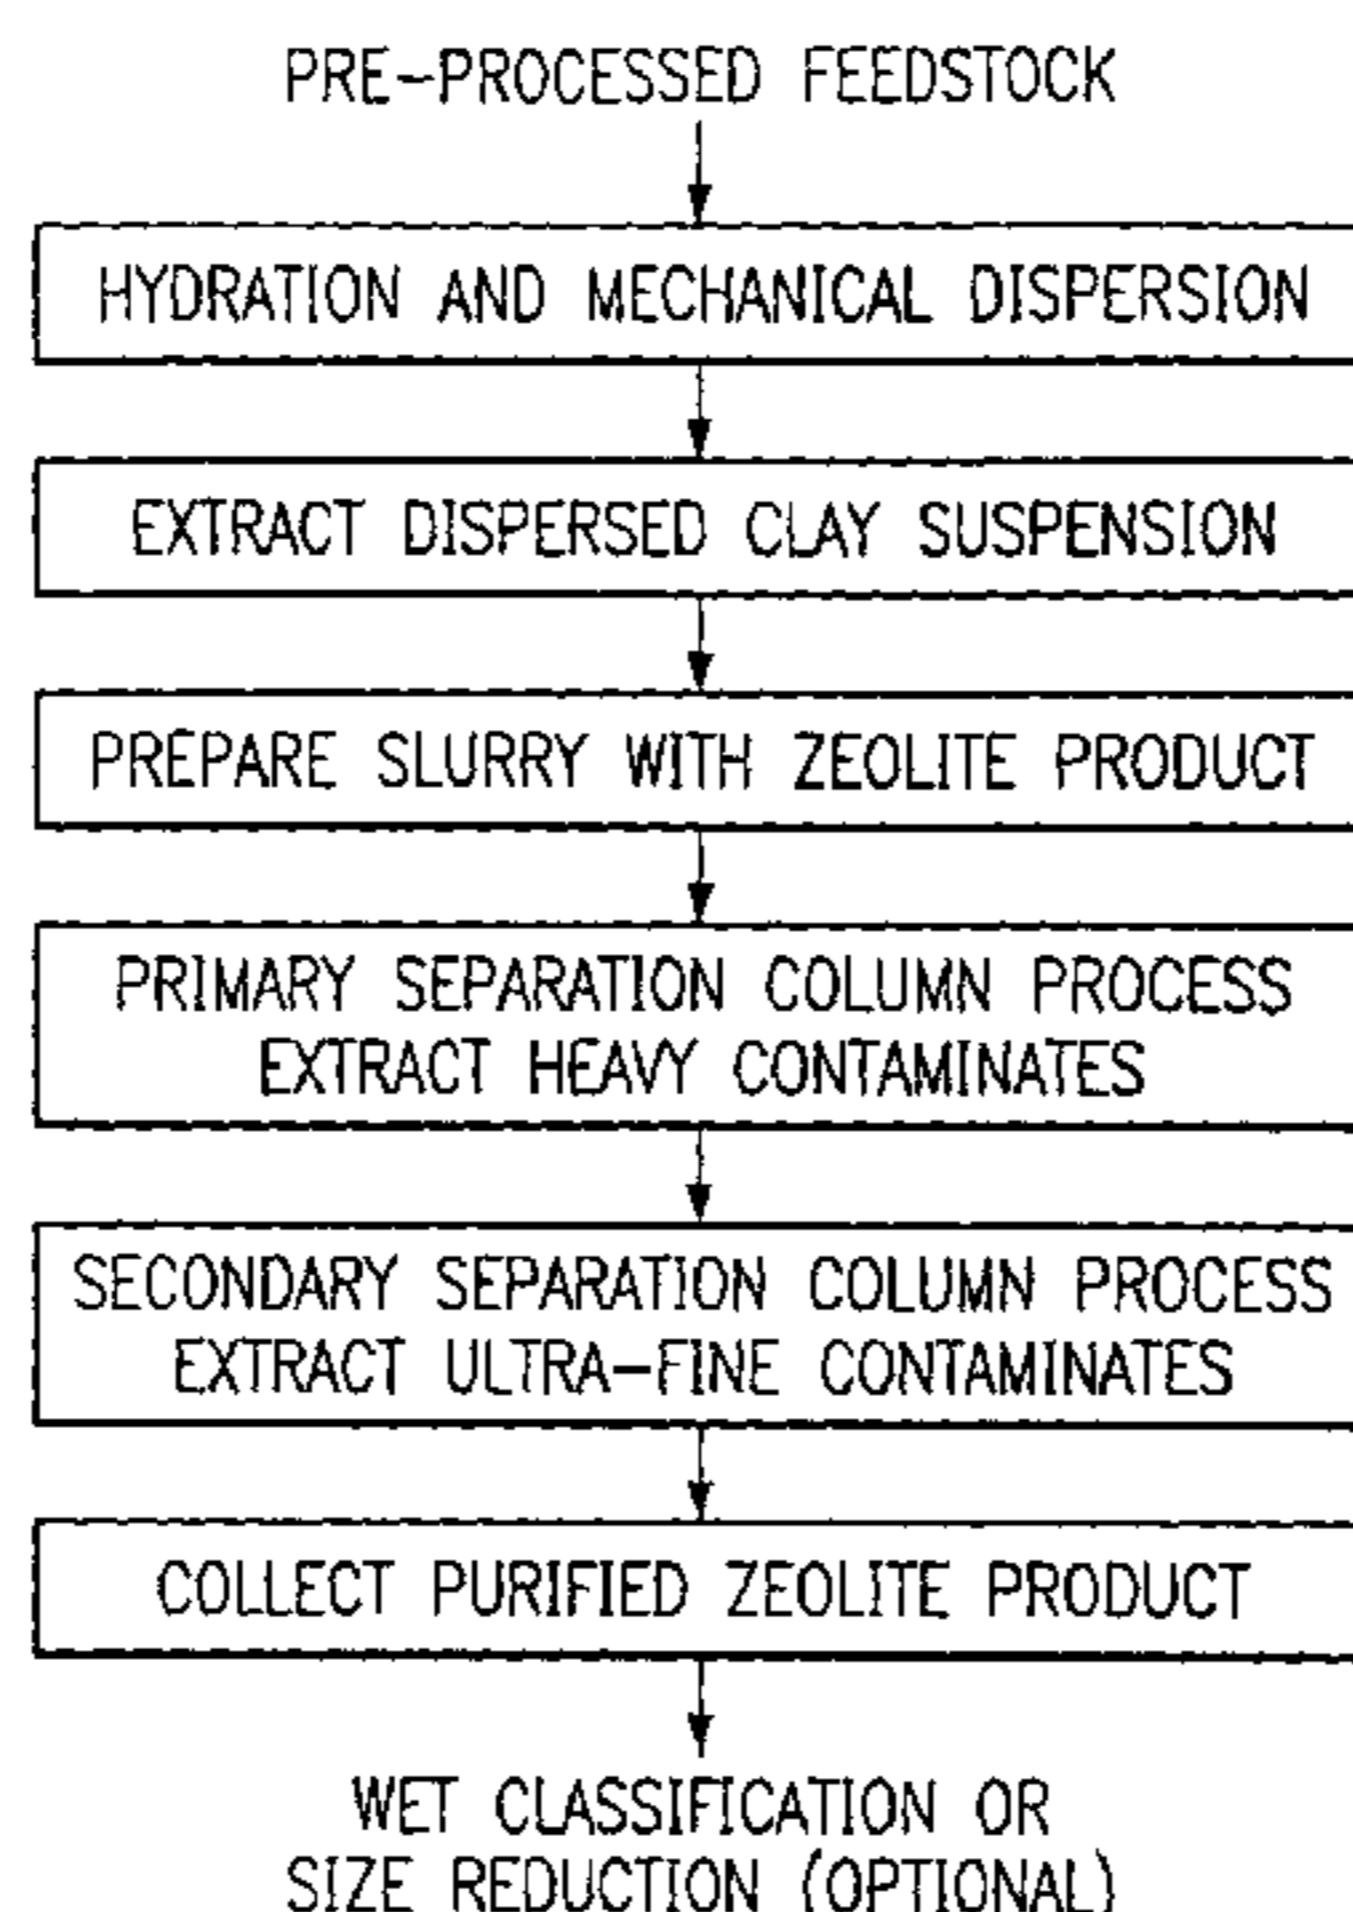 PRE-PROCESSED FEEDSTOCK
HYDRATION AND MECHANICAL DISPERSION
EXTRACT DISPERSED CLAY SUSPENSION
PREPARE SLURRY WITH ZEOLITE PRODUCT
PRIMARY SEPARATION COLUMN PROCESS
EXTRACT HEAVY CONTAMINATES
SECONDARY SEPARATION COLUMN PROCESS
EXTRACT ULTRA-FINE CONTAMINATES
COLLECT PURIFIED ZEOLITE PRODUCT
WET CLASSIFICATION OR
SIZE REDUCTION (OPTIONAL)